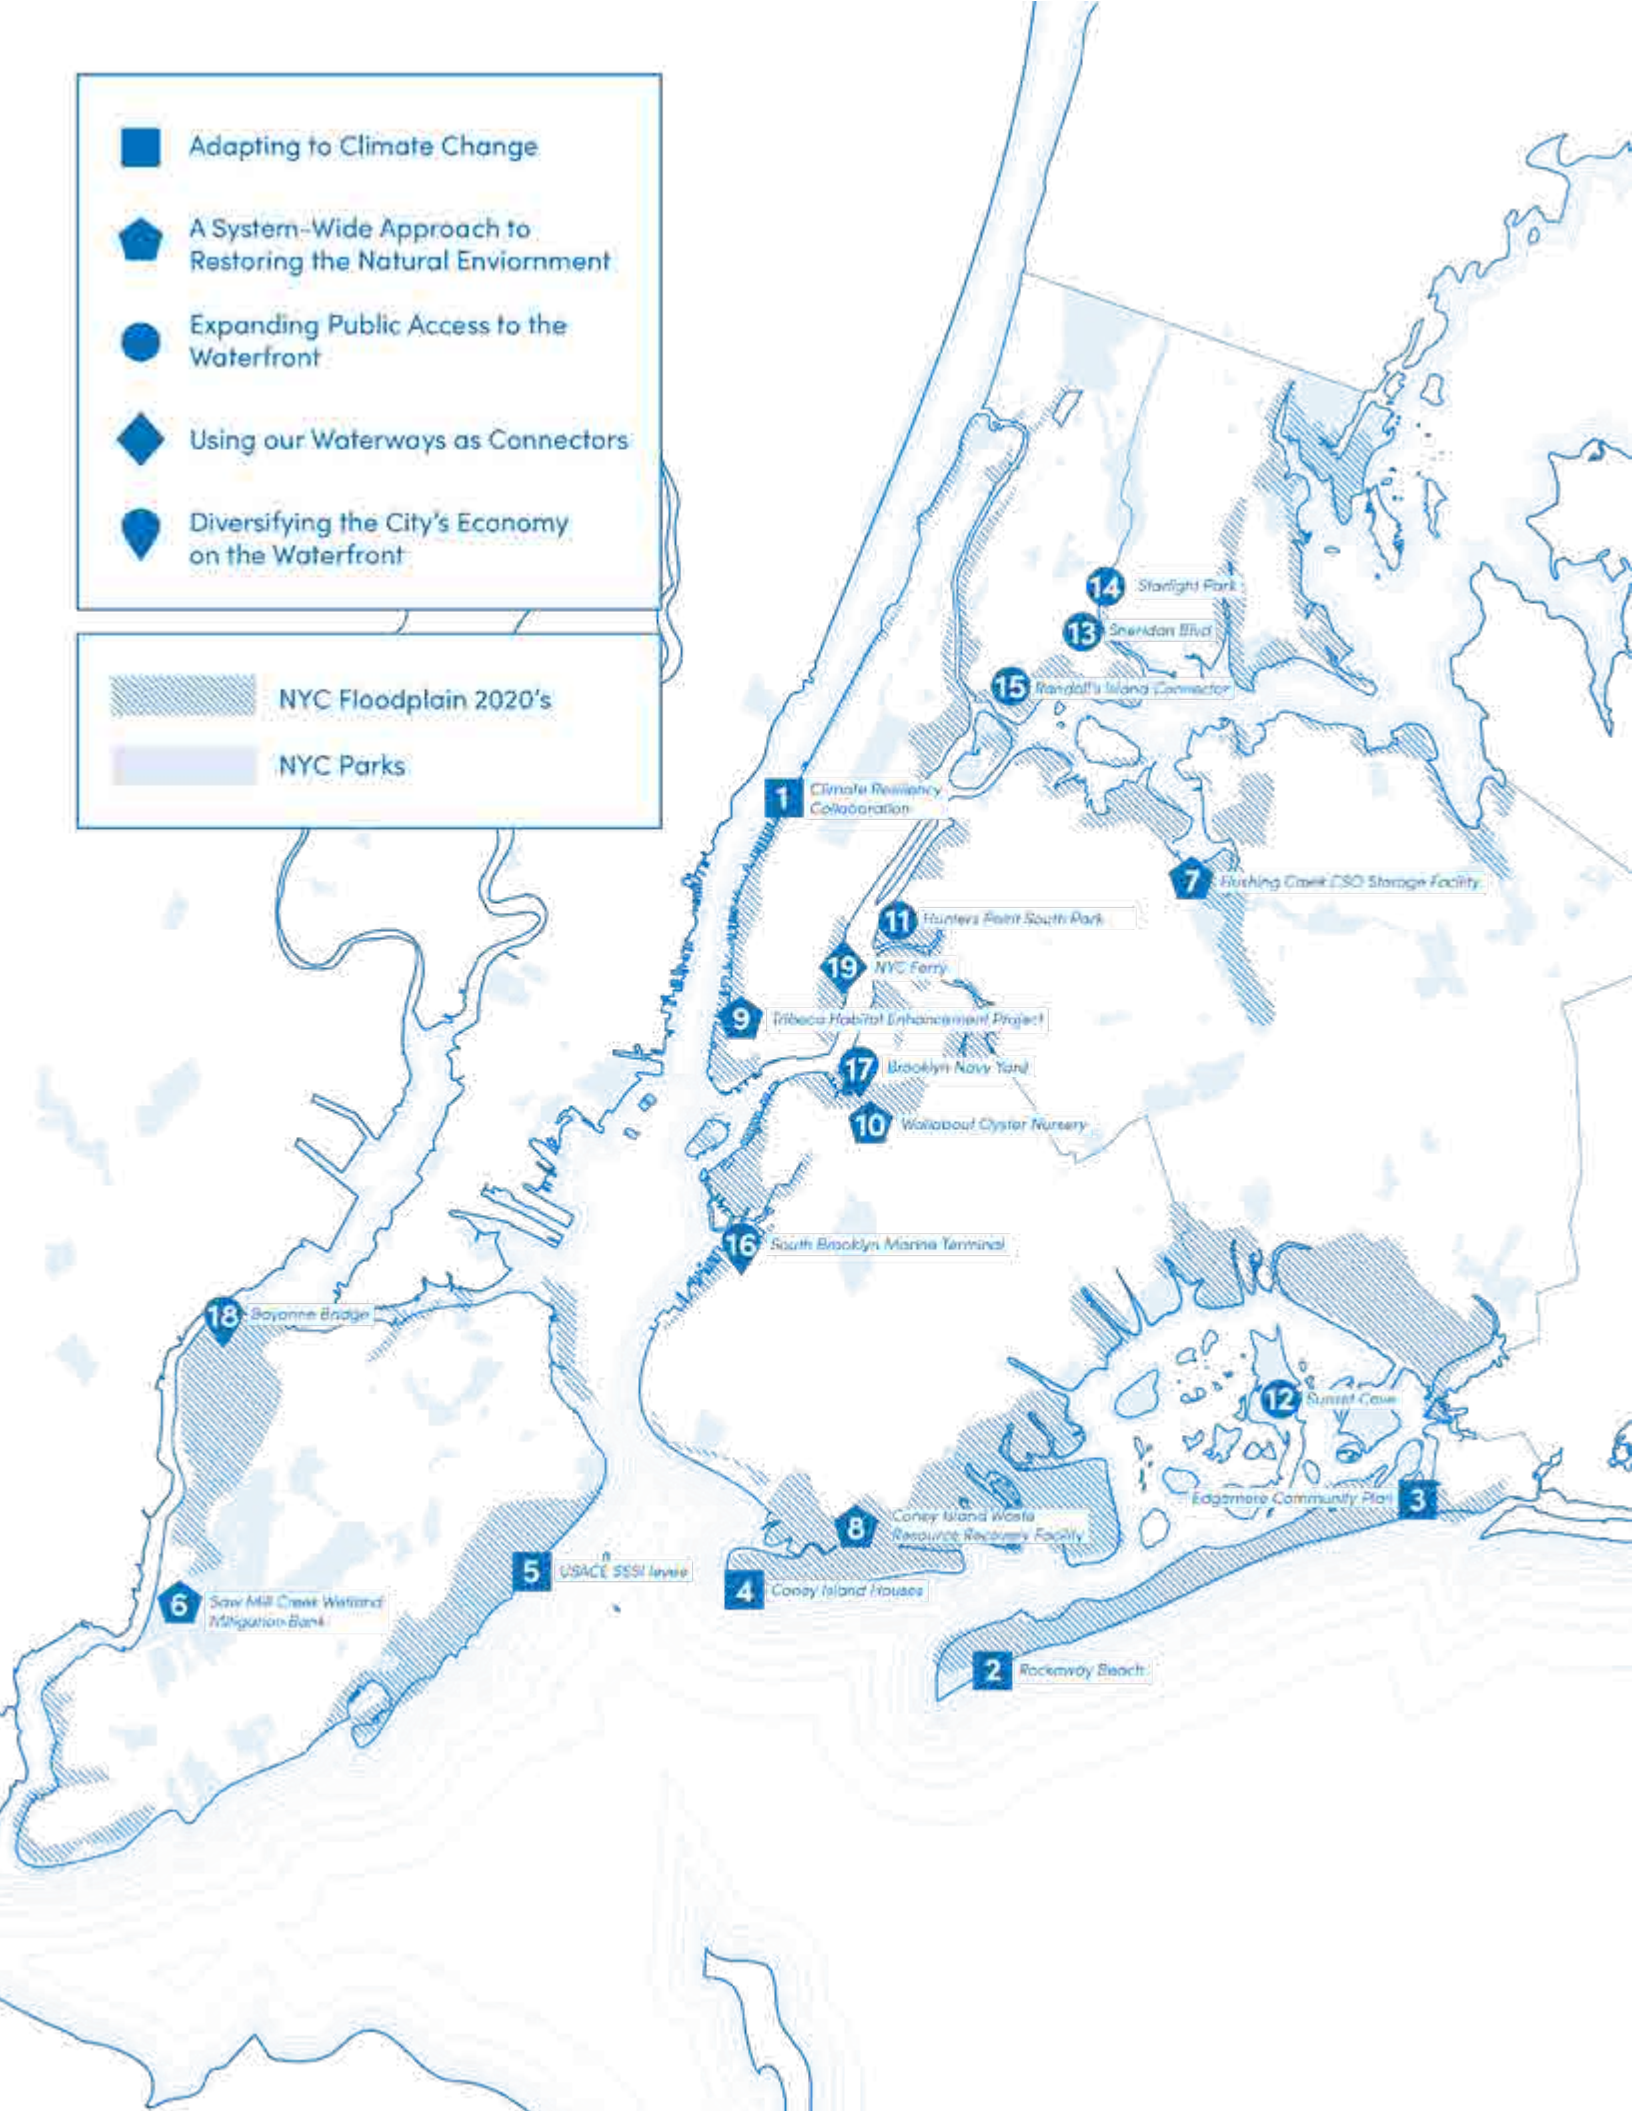 Adapting to Climate Change
A System-Wide Approach to
Restoring the Natural Enviornment
Expanding Public Access to the
Waterfront
Using our Waterways as Connectors
Diversifying the City's Economy
on the Waterfront
NYC Floodplain 2020's
NYC Parks
14 Starlight Park
13 Sheridan Blvd
15 Randall's Island Connector
1 Climate Resiliency
Collaboration
7 Flushing Creek CSO Storage Facility
11 Hunters Point South Park
19 NYC Ferry
9 Tribeca Habitat Enhancement Project
17 Brooklyn Navy Yard
10 Wallabout Oyster Nursery
16 South Brooklyn Marine Terminal
18 Bayonne Bridge
12 Sunset Cove
Edgemere Community Plan 3
8 Coney Island Waste
Resource Recovery Facility
5 USACE SSSI levee
4 Coney Island Houses
6 Saw Mill Creek Wetland
Mitigation Bank
2 Rockaway Beach